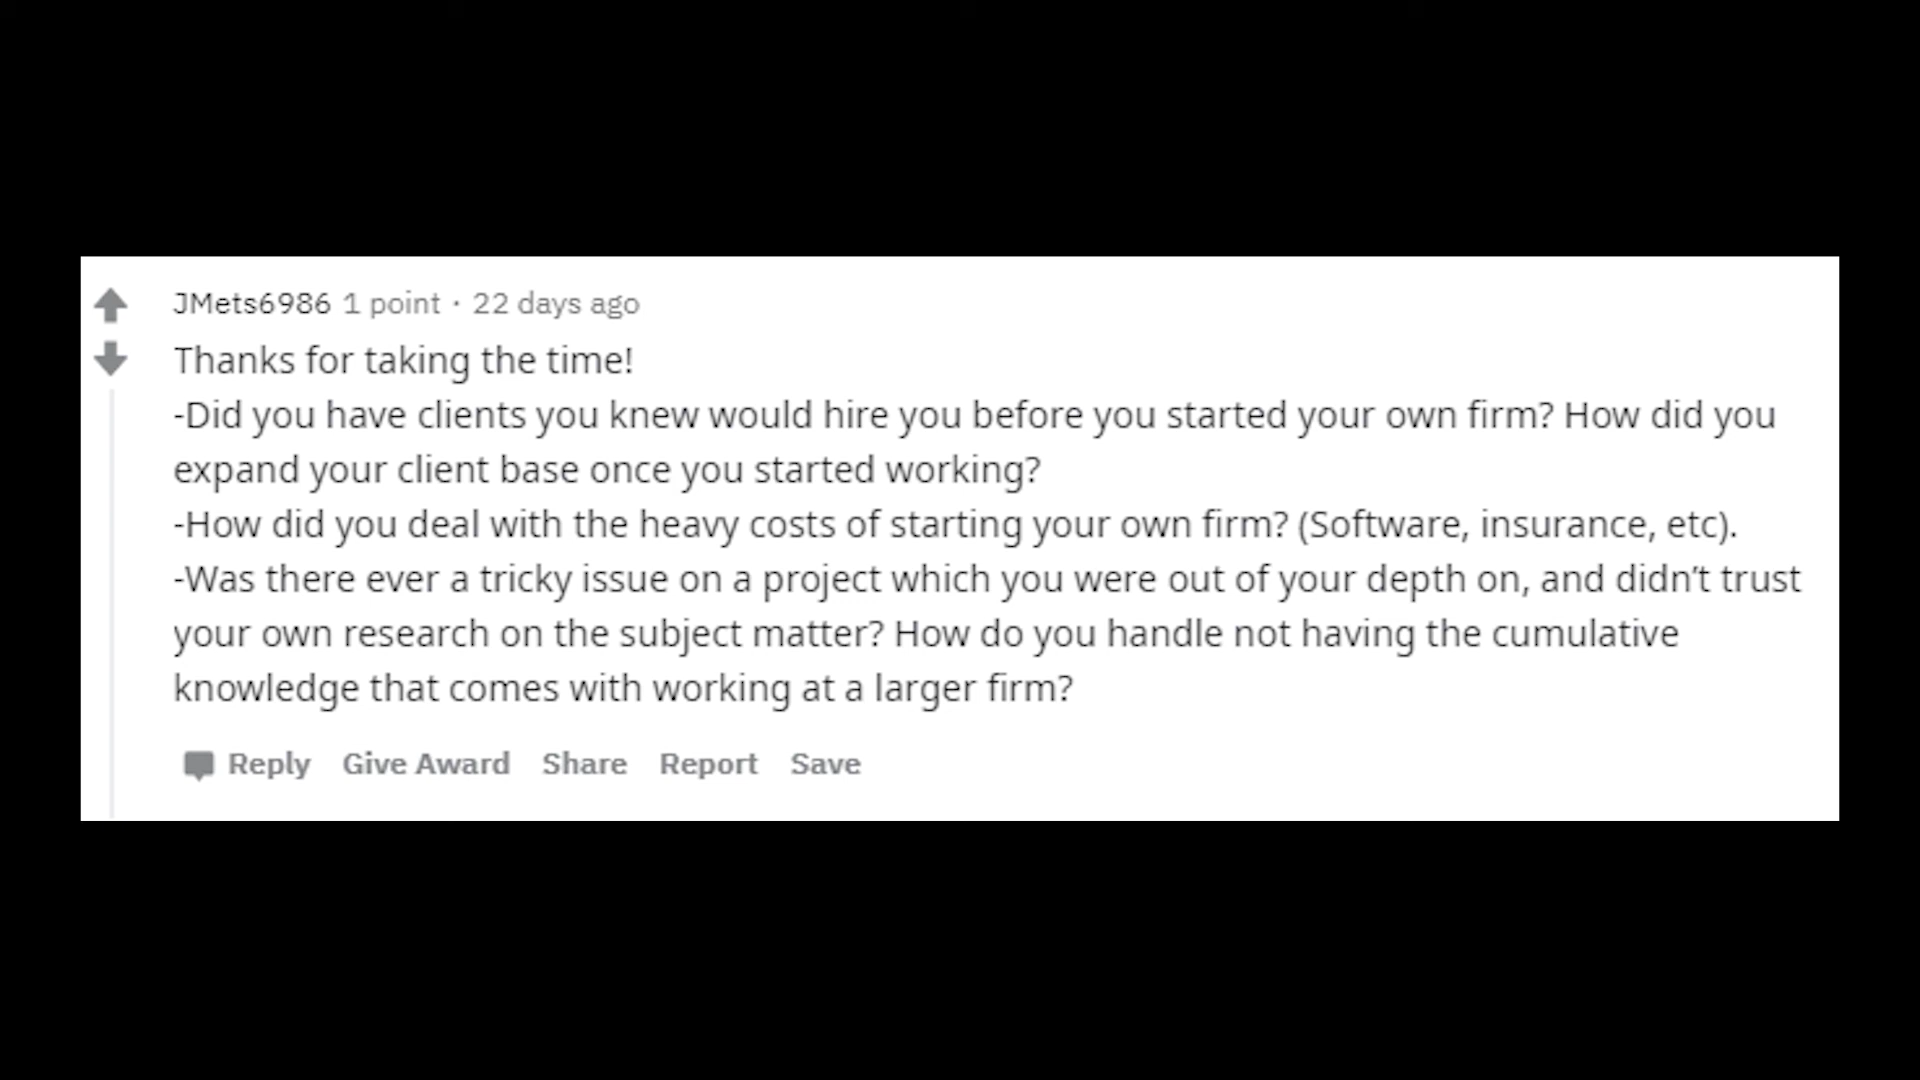 JMets6986 1 point · 22 days ago
Thanks for taking the time!
-Did you have clients you knew would hire you before you started your own firm? How did you
expand your client base once you started working?
-How did you deal with the heavy costs of starting your own firm? (Software, insurance, etc).
-Was there ever a tricky issue on a project which you were out of your depth on, and didn’t trust
your own research on the subject matter? How do you handle not having the cumulative
knowledge that comes with working at a larger firm?
Reply Give Award Share Report Save